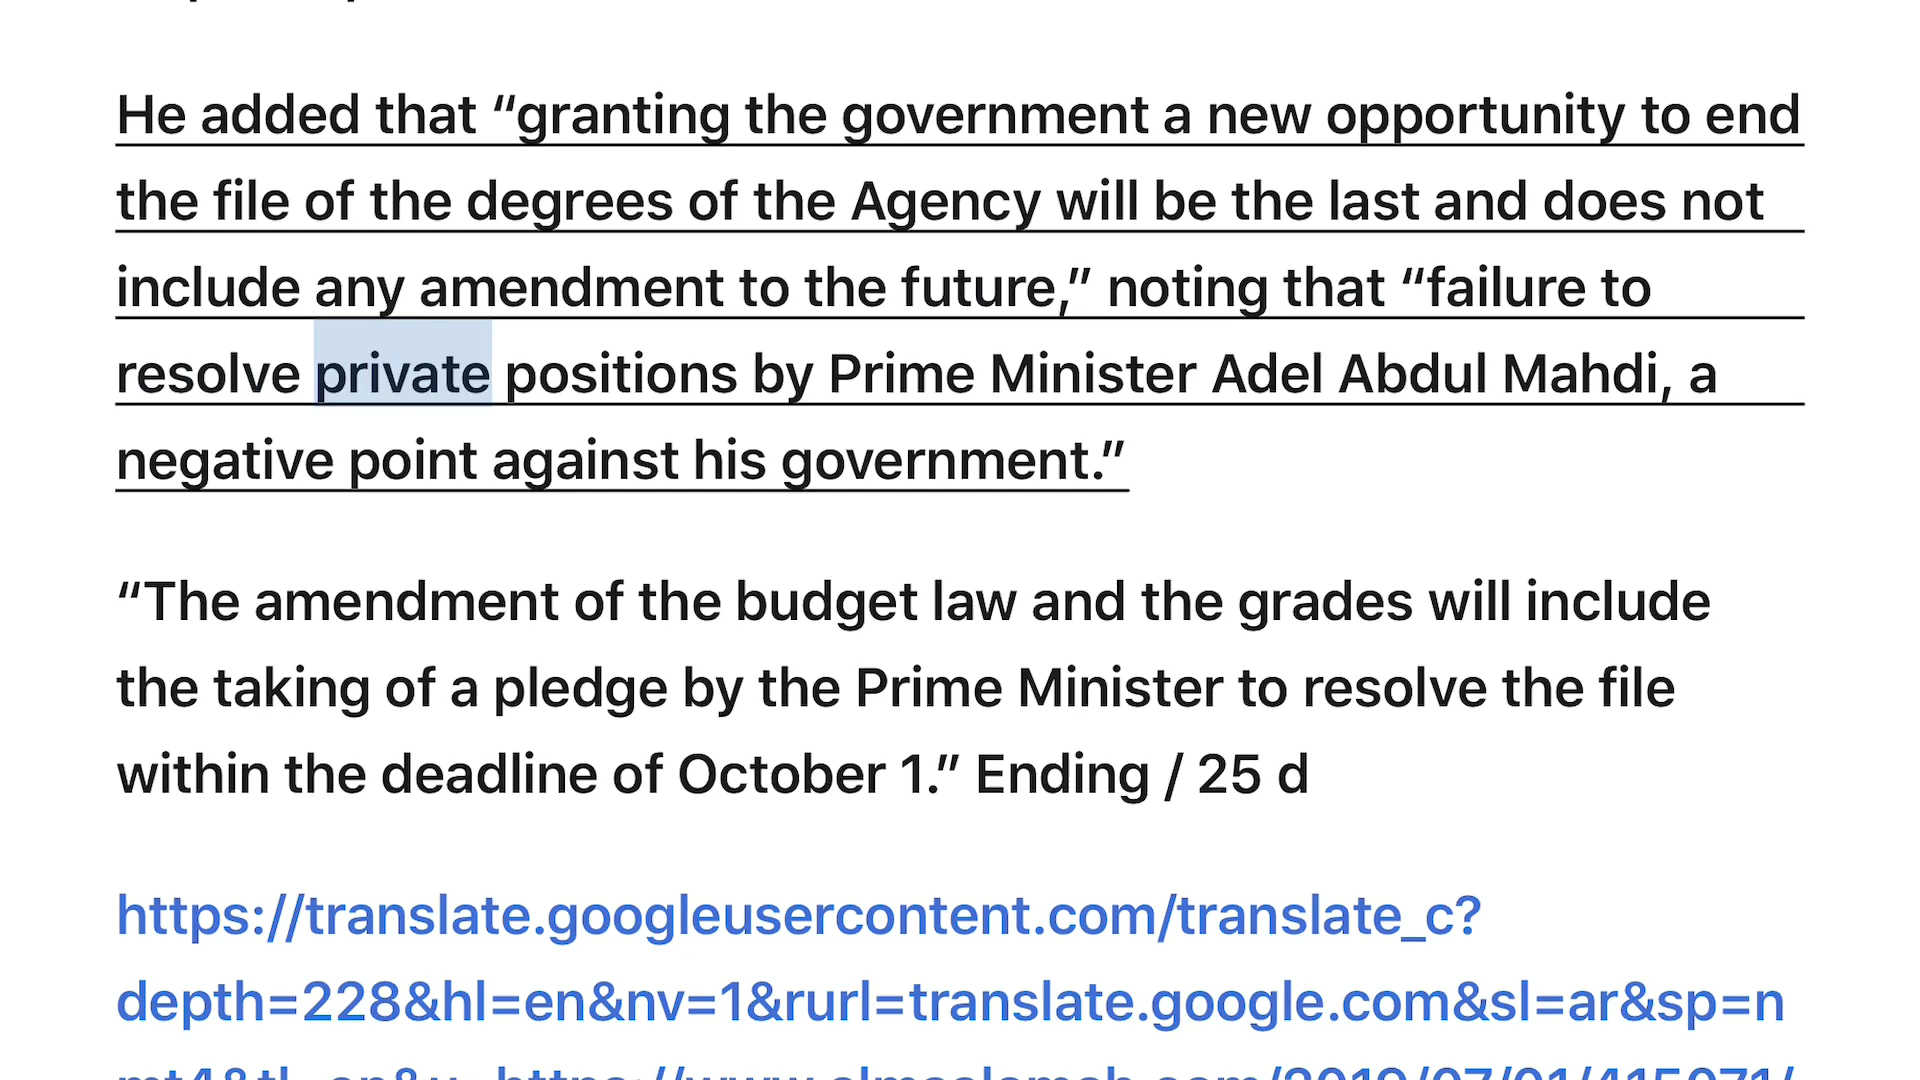 He added that “granting the government a new opportunity to end
the file of the degrees of the Agency will be the last and does not
include any amendment to the future,” noting that “failure to
resolve private positions by Prime Minister Adel Abdul Mahdi, a
negative point against his government.”
“The amendment of the budget law and the grades will include
the taking of a pledge by the Prime Minister to resolve the file
within the deadline of October 1.” Ending / 25 d
https://translate.googleusercontent.com/translate_c?
depth=228&hl=en&nv=1&rurl=translate.google.com&sl=ar&sp=n